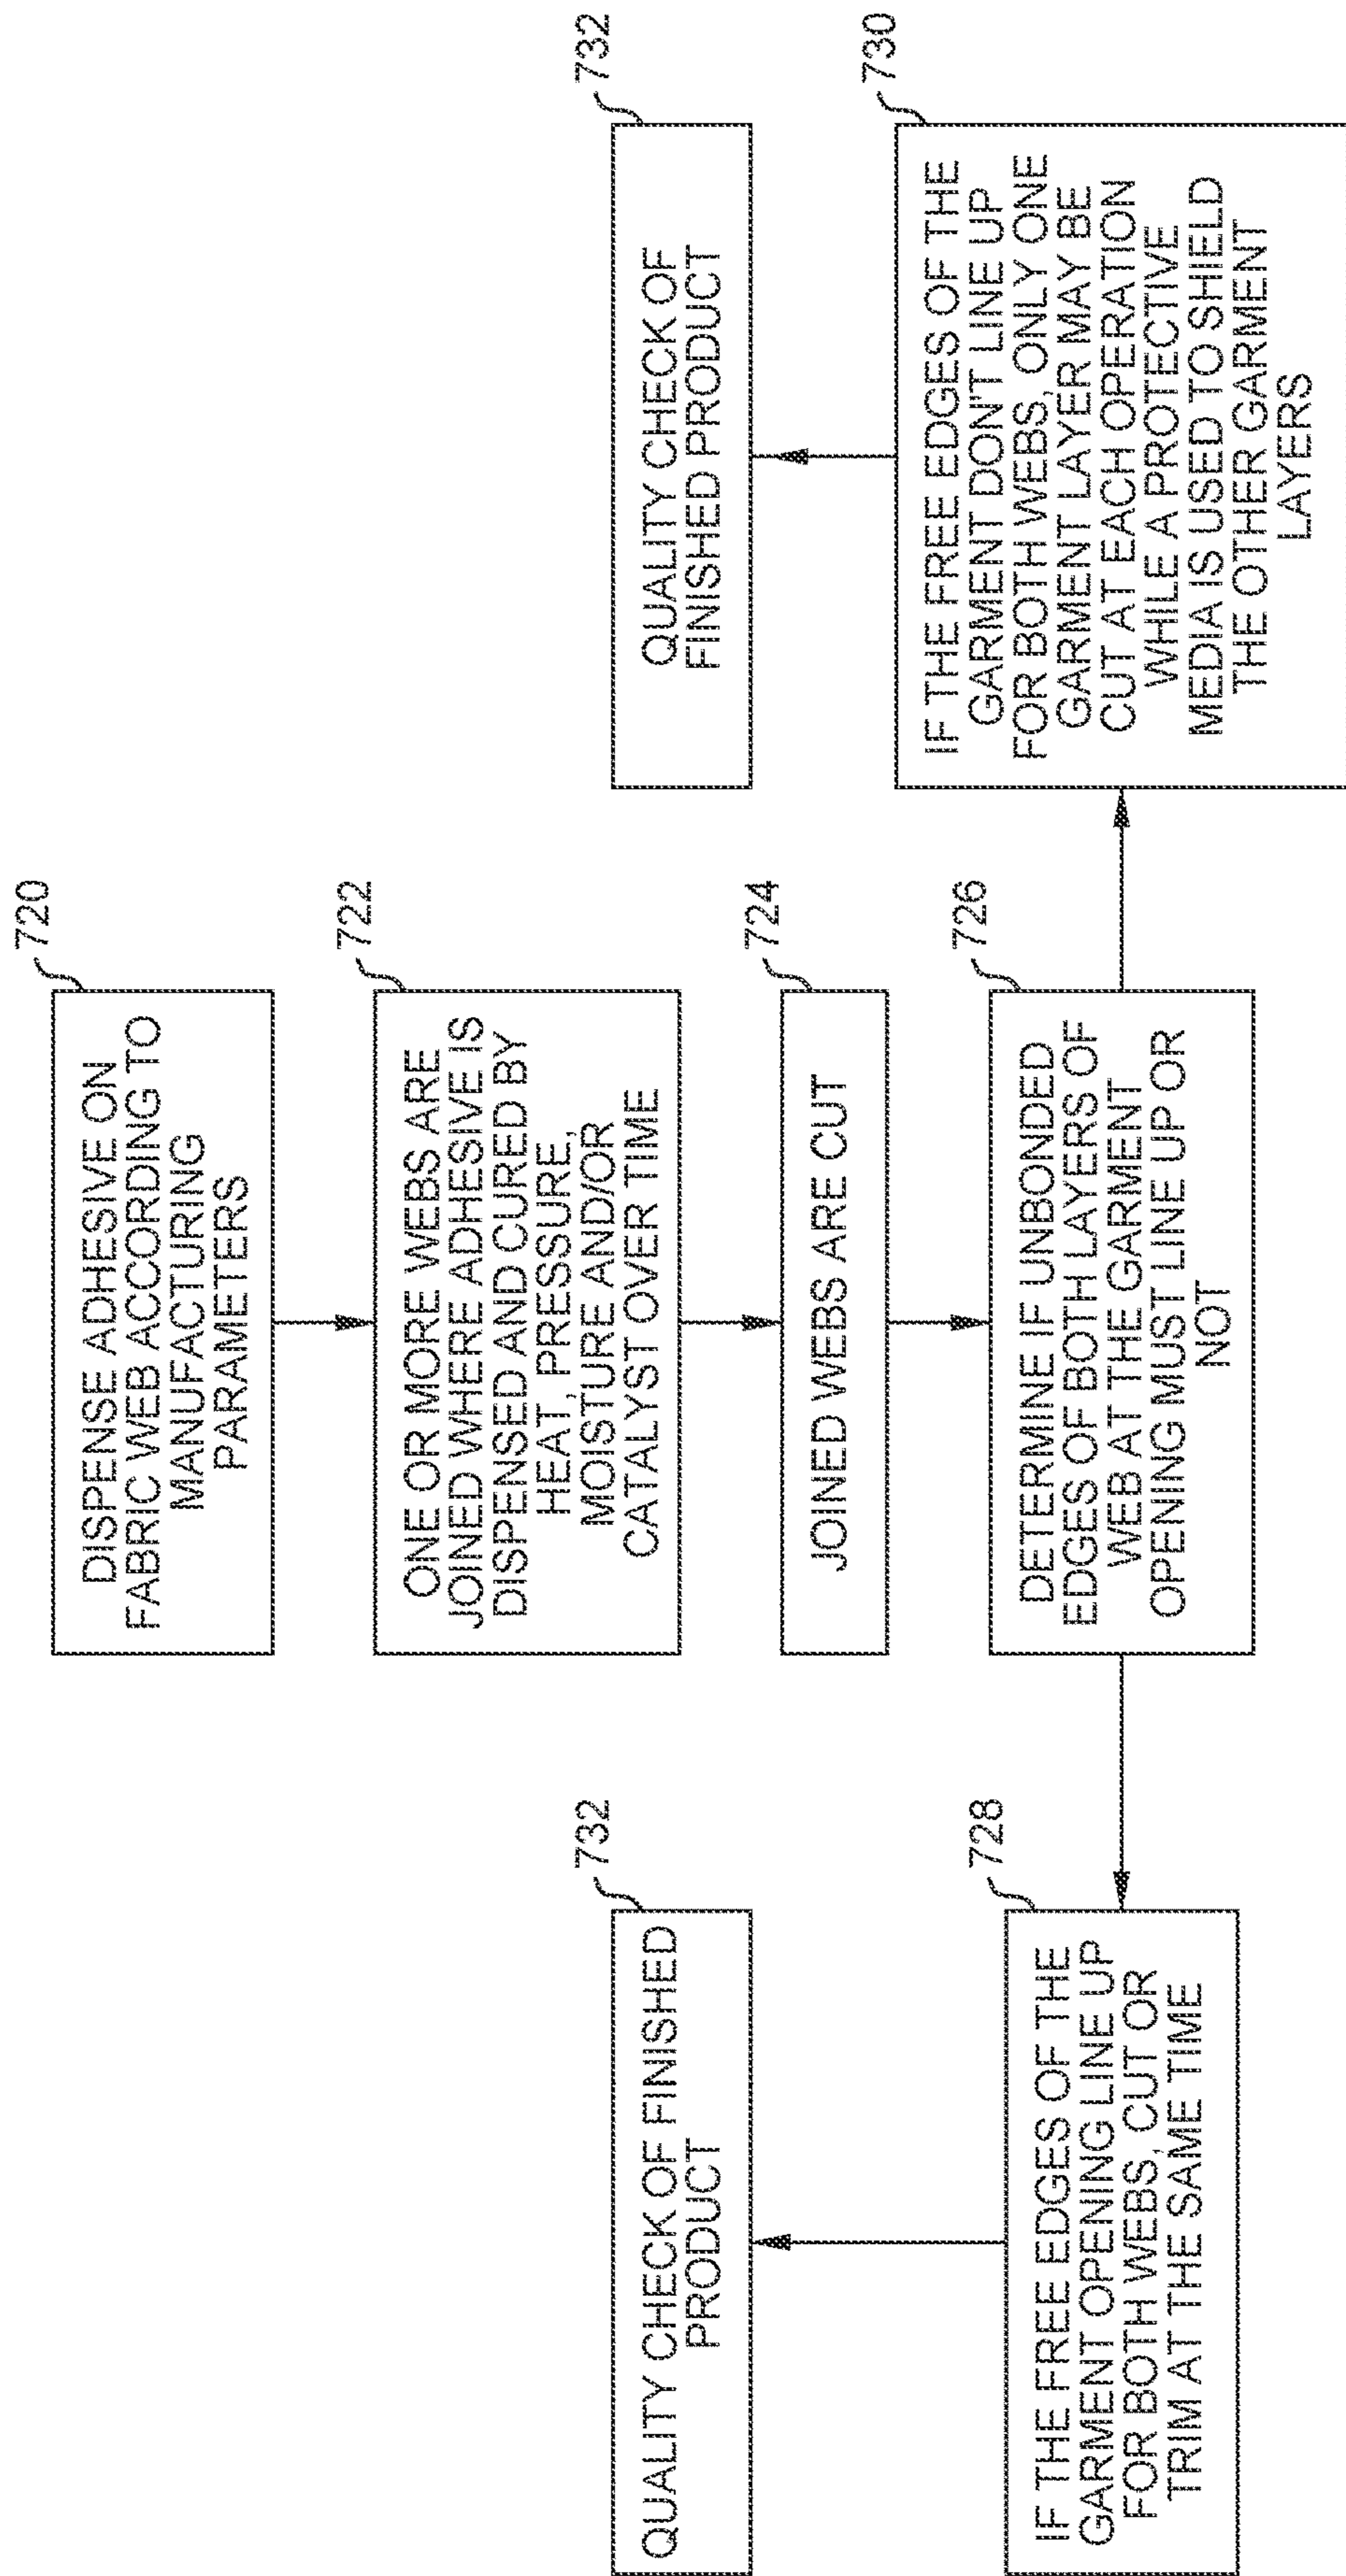 720
DISPENSE ADHESIVE ON
FABRIC WEB ACCORDING TO
MANUFACTURING
PARAMETERS
722
ONE OR MORE WEBS ARE
JOINED WHERE ADHESIVE IS
DISPENSED AND CURED BY
HEAT, PRESSURE,
MOISTURE AND/OR
CATALYST OVER TIME
724
JOINED WEBS ARE CUT
726
DETERMINE IF UNBONDED
EDGES OF BOTH LAYERS OF
WEB AT THE GARMENT
OPENING MUST LINE UP OR
NOT
728
IF THE FREE EDGES OF THE
GARMENT OPENING LINE UP
FOR BOTH WEBS, CUT OR
TRIM AT THE SAME TIME
732
QUALITY CHECK OF FINISHED
PRODUCT
730
IF THE FREE EDGES OF THE
GARMENT DON'T LINE UP
FOR BOTH WEBS, ONLY ONE
GARMENT LAYER MAY BE
CUT AT EACH OPERATION
WHILE A PROTECTIVE
MEDIA IS USED TO SHIELD
THE OTHER GARMENT
LAYERS
732
QUALITY CHECK OF
FINISHED PRODUCT